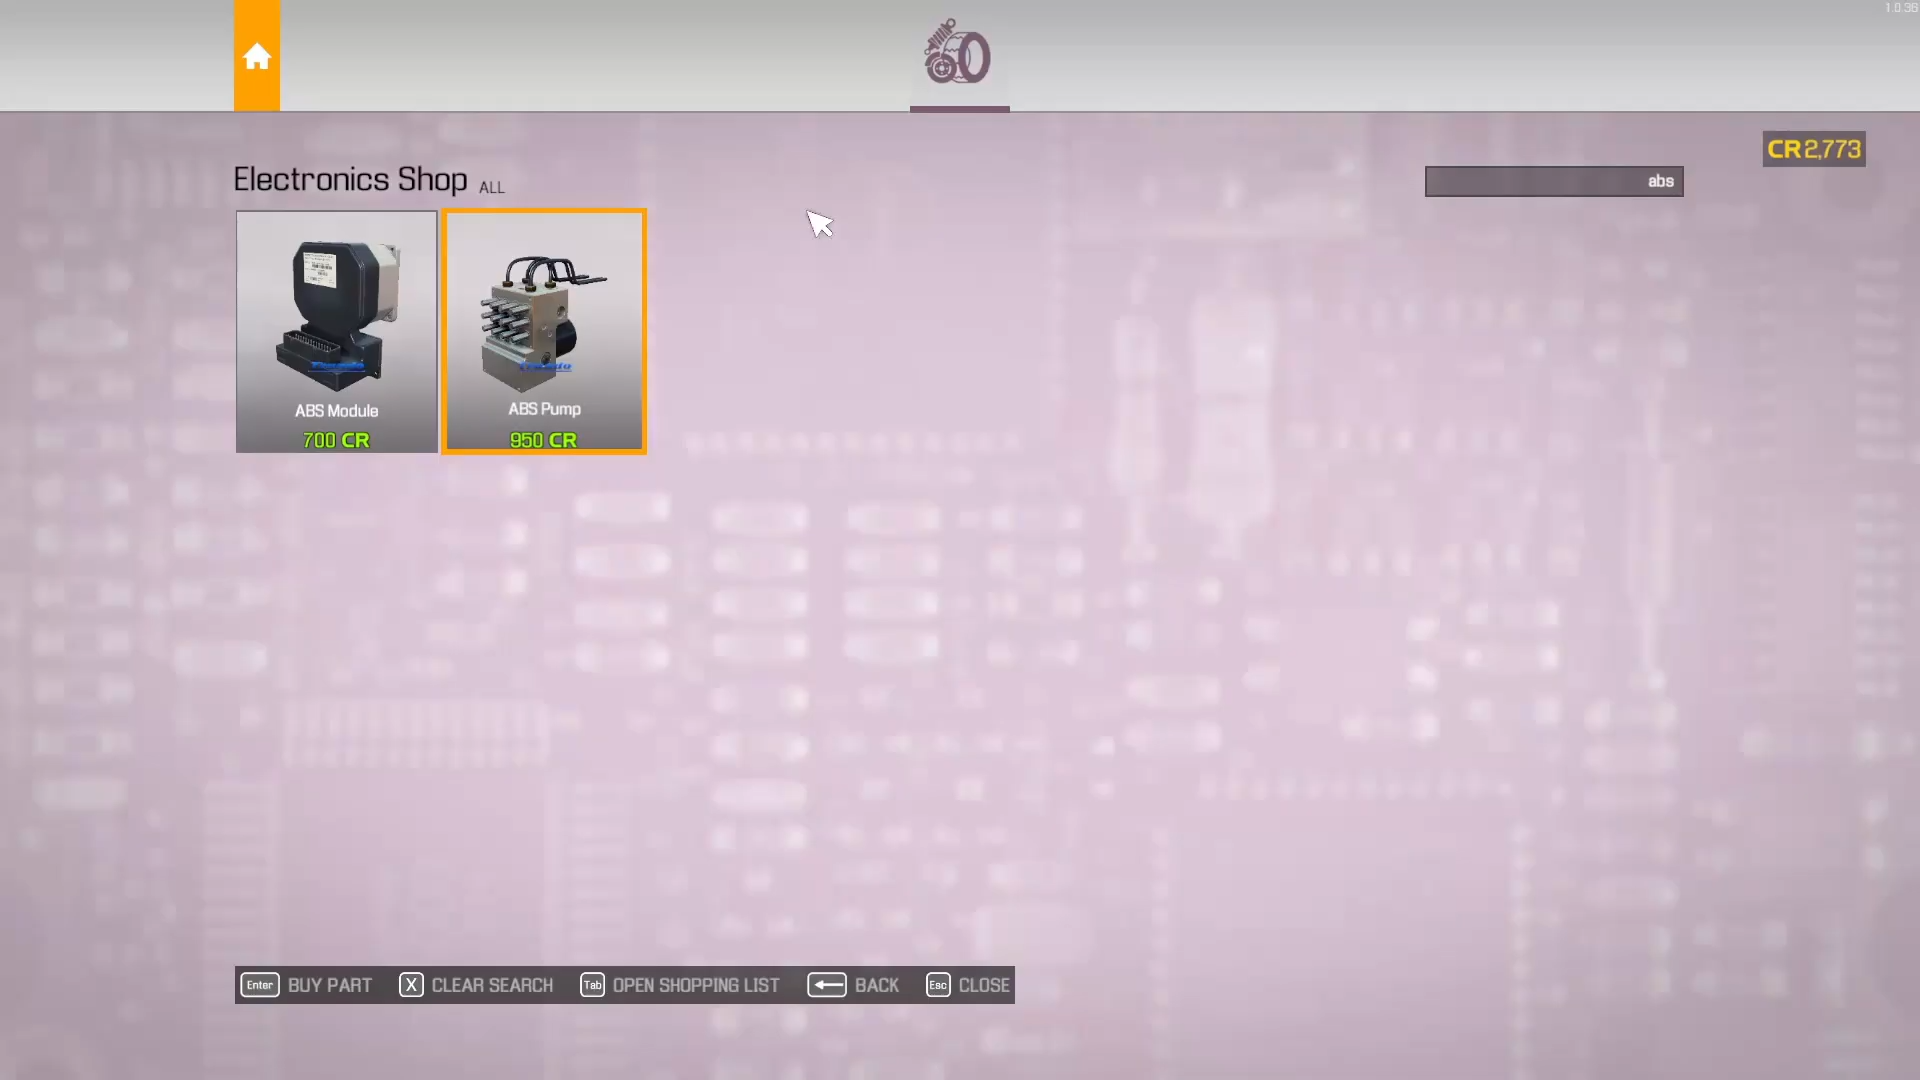 1.0.36
CR2,773
Electronics Shop ALL
abs
ABS Module
700 CR
ABS Pump
950 CR
Enter BUY PART X CLEAR SEARCH Tab OPEN SHOPPING LIST BACK Esc CLOSE